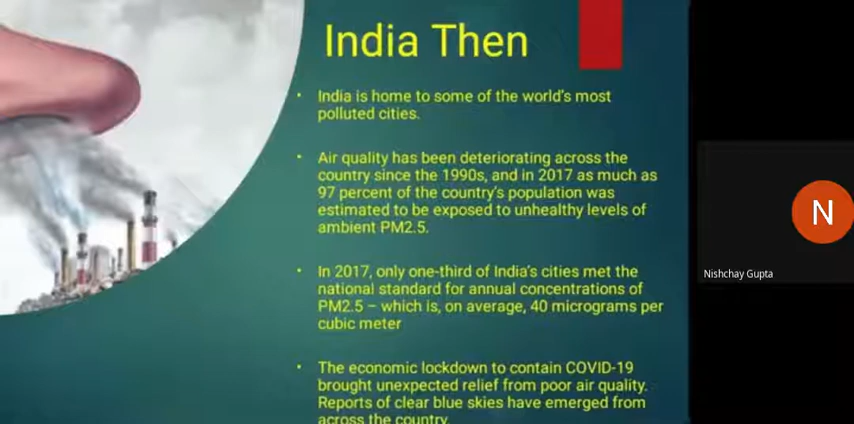 India Then
• India is home to some of the world's most
polluted cities.
• Air quality has been deteriorating across the
country since the 1990s, and in 2017 as much as
97 percent of the country's population was
estimated to be exposed to unhealthy levels of
ambient PM2.5.
• In 2017, only one-third of India's cities met the
national standard for annual concentrations of
PM2.5 – which is, on average, 40 micrograms per
cubic meter
• The economic lockdown to contain COVID-19
brought unexpected relief from poor air quality.
Reports of clear blue skies have emerged from
across the country.
N
Nishchay Gupta